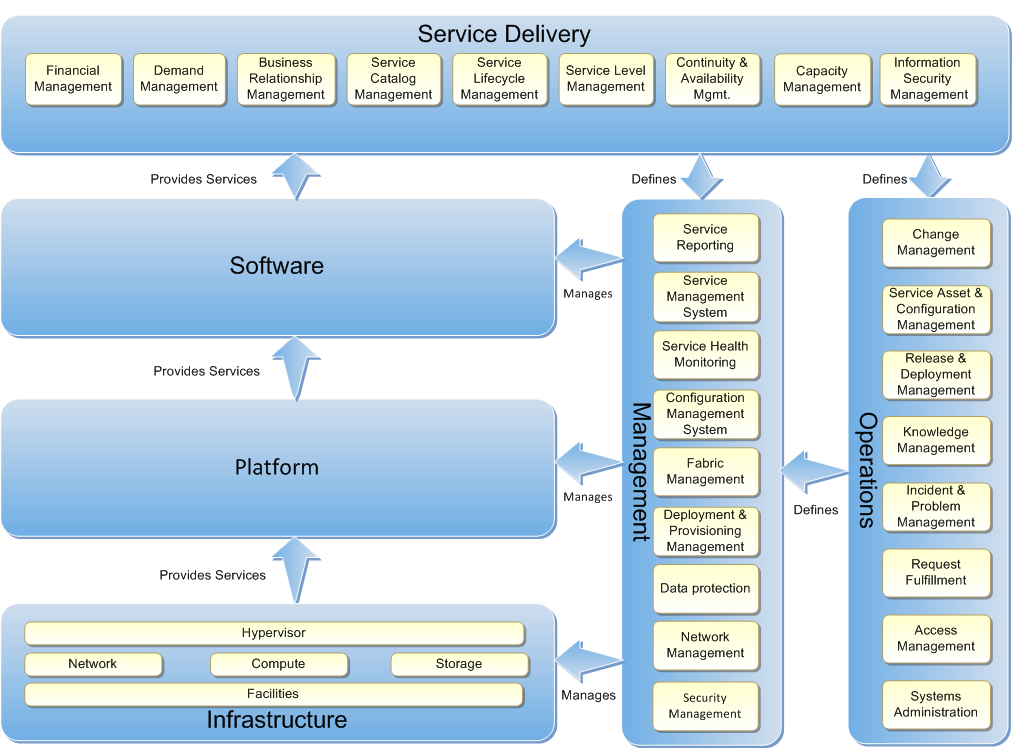 Service Delivery
Financial
Management
Demand
Management
Business
Relationship
Management
Service
Catalog
Management
Service
Lifecycle
Management
Service Level
Management
Continuity &
Availability
Mgmt.
Capacity
Management
Information
Security
Management
Provides Services
Defines
Defines
Software
Manages
Provides Services
Platform
Manages
Provides Services
Hypervisor
Network
Compute
Storage
Facilities
Infrastructure
Manages
Management
Service
Reporting
Service
Management
System
Service Health
Monitoring
Configuration
Management
System
Fabric
Management
Deployment &
Provisioning
Management
Data protection
Network
Management
Security
Management
Defines
Operations
Change
Management
Service Asset &
Configuration
Management
Release &
Deployment
Management
Knowledge
Management
Incident &
Problem
Management
Request
Fulfillment
Access
Management
Systems
Administration